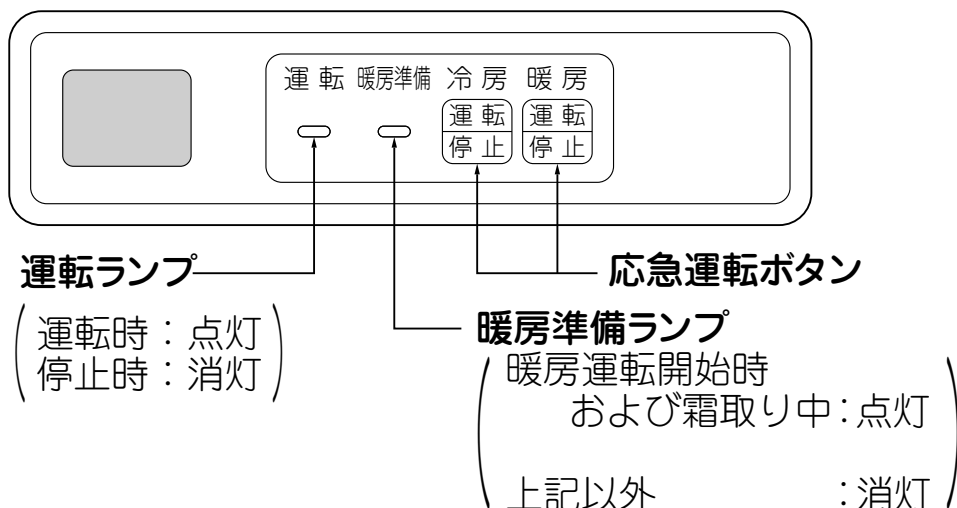 運転 暖房準備 冷房 暖房
運転 運転
停止 停止
運転ランプ
応急運転ボタン
運転時：点灯
停止時：消灯
暖房準備ランプ
暖房運転開始時
および霜取り中：点灯
上記以外：消灯